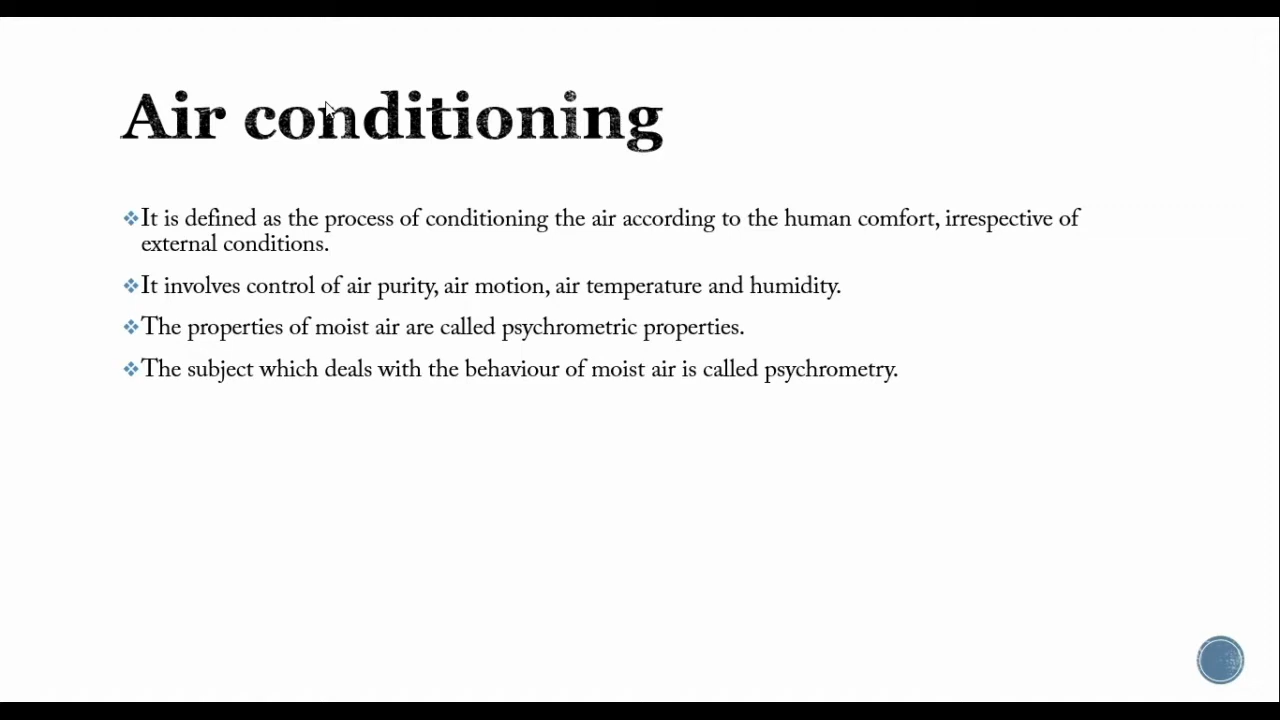 Air conditioning
❖It is defined as the process of conditioning the air according to the human comfort, irrespective of
external conditions.
❖It involves control of air purity, air motion, air temperature and humidity.
❖The properties of moist air are called psychrometric properties.
❖The subject which deals with the behaviour of moist air is called psychrometry.